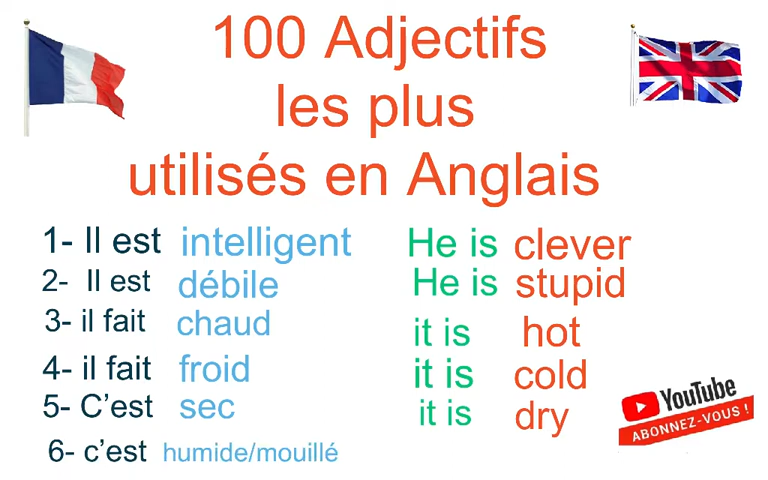 100 Adjectifs
les plus
utilisés en Anglais
1- Il est intelligent He is clever
2- Il est débile He is stupid
3- il fait chaud it is hot
4- il fait froid it is cold
5- C’est sec it is dry
6- c’est humide/mouillé
YouTube
ABONNEZ-VOUS !